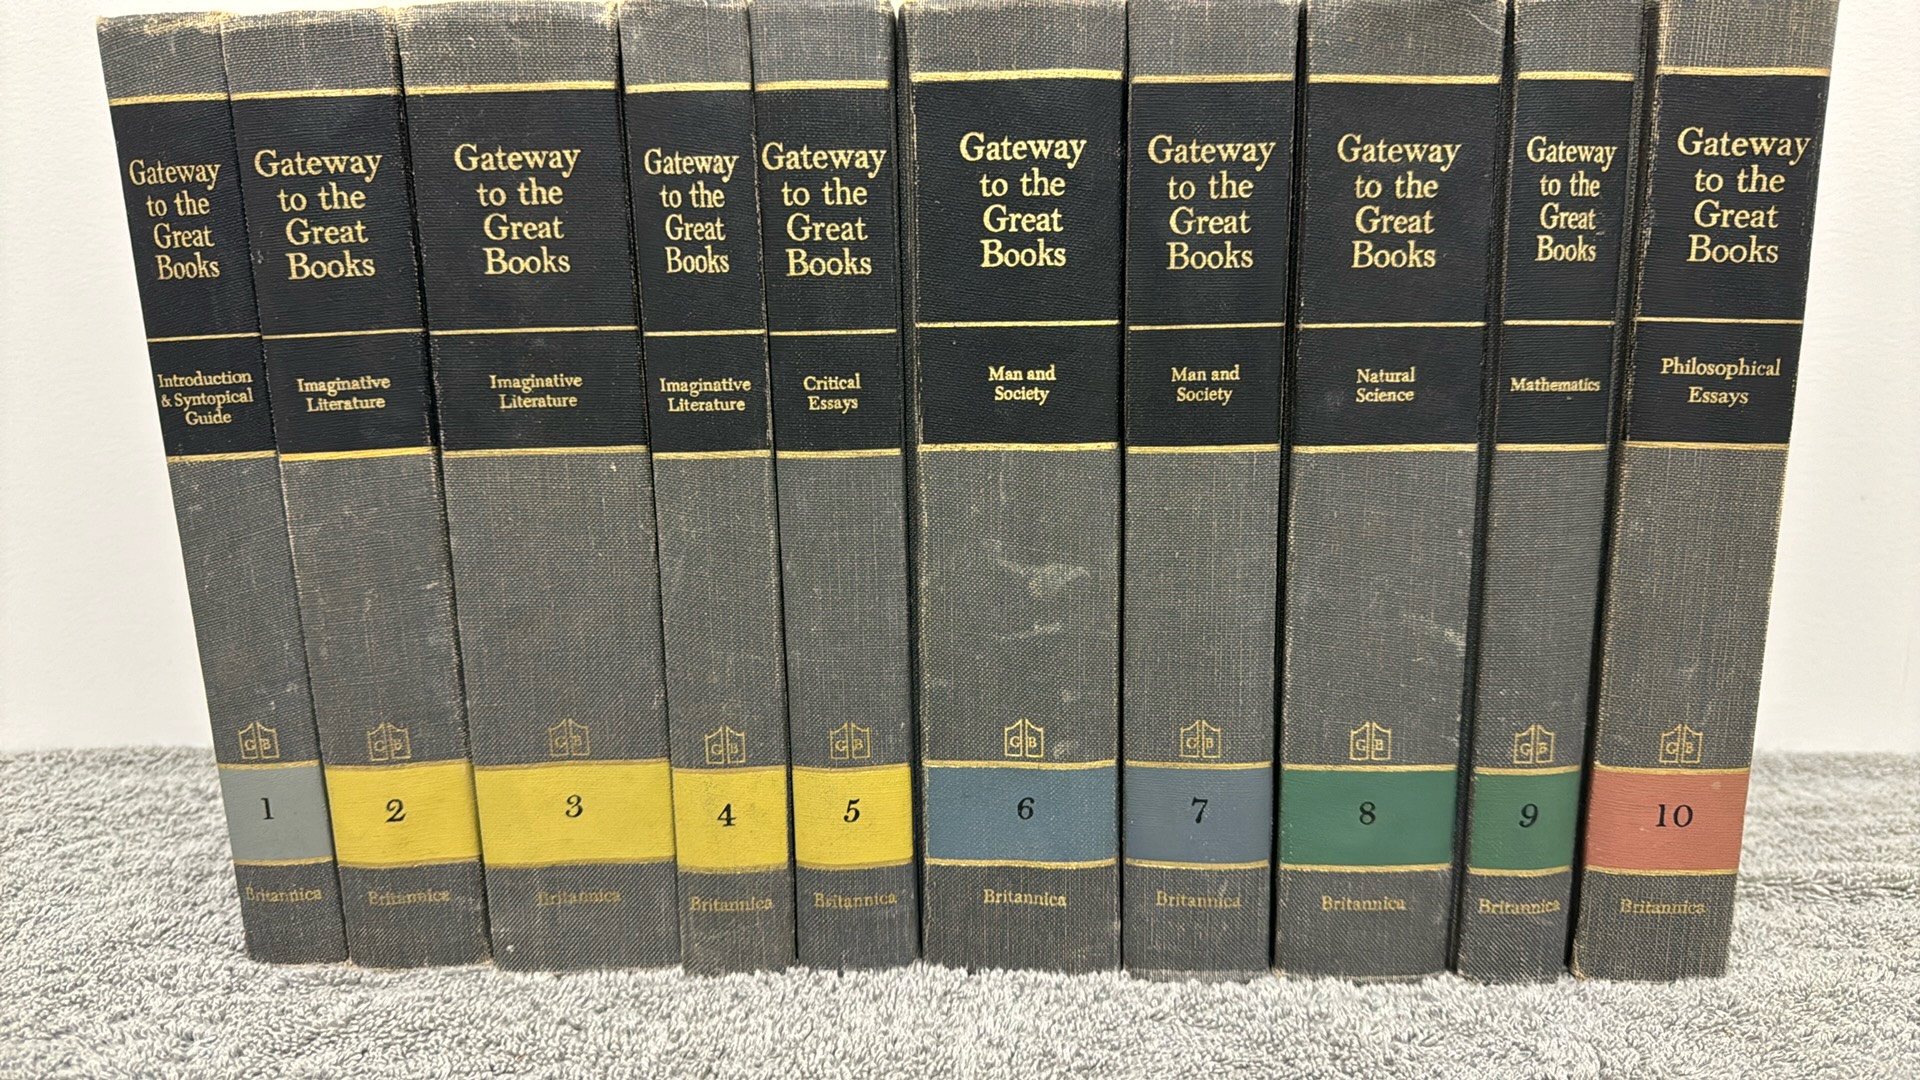 Gateway
to the
Great
Books
Introduction
& Syntopical
Guide
G B
1
Britannica
Gateway
to the
Great
Books
Imaginative
Literature
G B
2
Britannica
Gateway
to the
Great
Books
Imaginative
Literature
G B
3
Britannica
Gateway
to the
Great
Books
Imaginative
Literature
G B
4
Britannica
Gateway
to the
Great
Books
Critical
Essays
G B
5
Britannica
Gateway
to the
Great
Books
Man and
Society
G B
6
Britannica
Gateway
to the
Great
Books
Man and
Society
G B
7
Britannica
Gateway
to the
Great
Books
Natural
Science
G B
8
Britannica
Gateway
to the
Great
Books
Mathematics
G B
9
Britannica
Gateway
to the
Great
Books
Philosophical
Essays
G B
10
Britannica